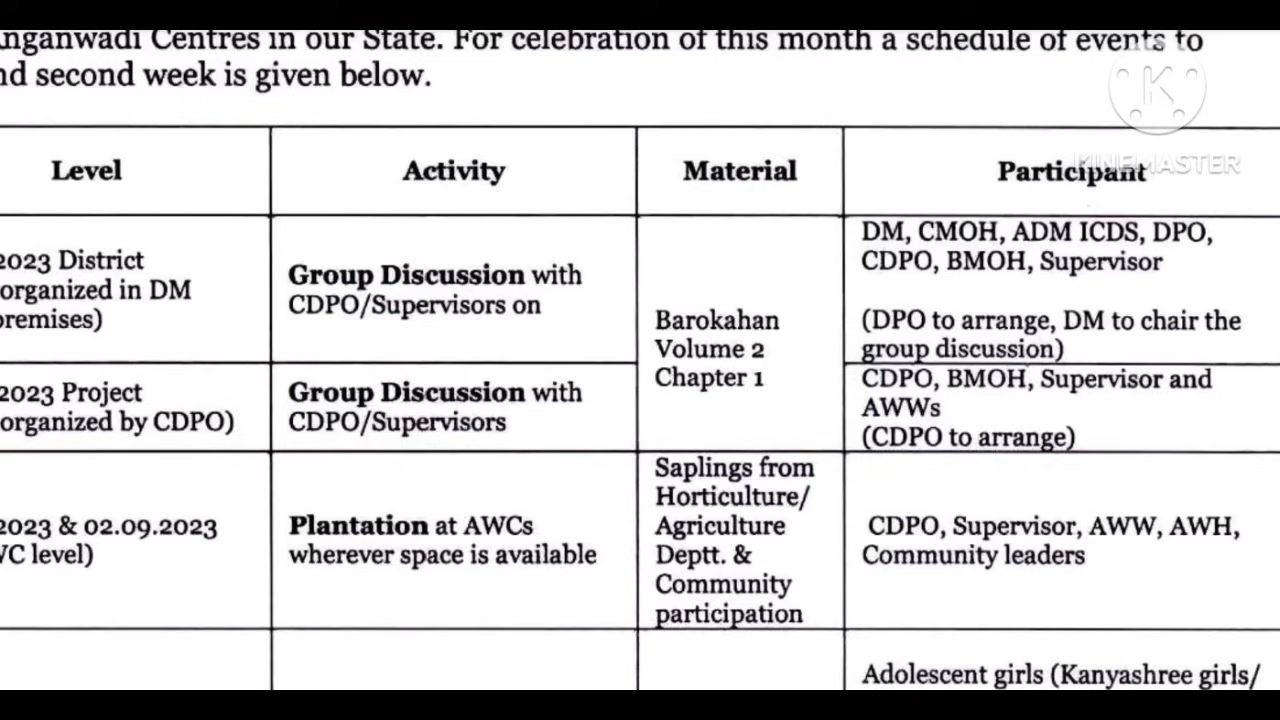 nganwadi Centres in our State. For celebration of this month a schedule of events to
nd second week is given below.
K
KINEMASTER
Level
Activity
Material
Participant
2023 District
organized in DM
premises)
Group Discussion with
CDPO/Supervisors on
Barokahan
Volume 2
Chapter 1
DM, CMOH, ADM ICDS, DPO,
CDPO, BMOH, Supervisor
(DPO to arrange, DM to chair the
group discussion)
2023 Project
organized by CDPO)
Group Discussion with
CDPO/Supervisors
CDPO, BMOH, Supervisor and
AWWs
(CDPO to arrange)
2023 & 02.09.2023
WC level)
Plantation at AWCs
wherever space is available
Saplings from
Horticulture/
Agriculture
Deptt. &
Community
participation
CDPO, Supervisor, AWW, AWH,
Community leaders
Adolescent girls (Kanyashree girls/